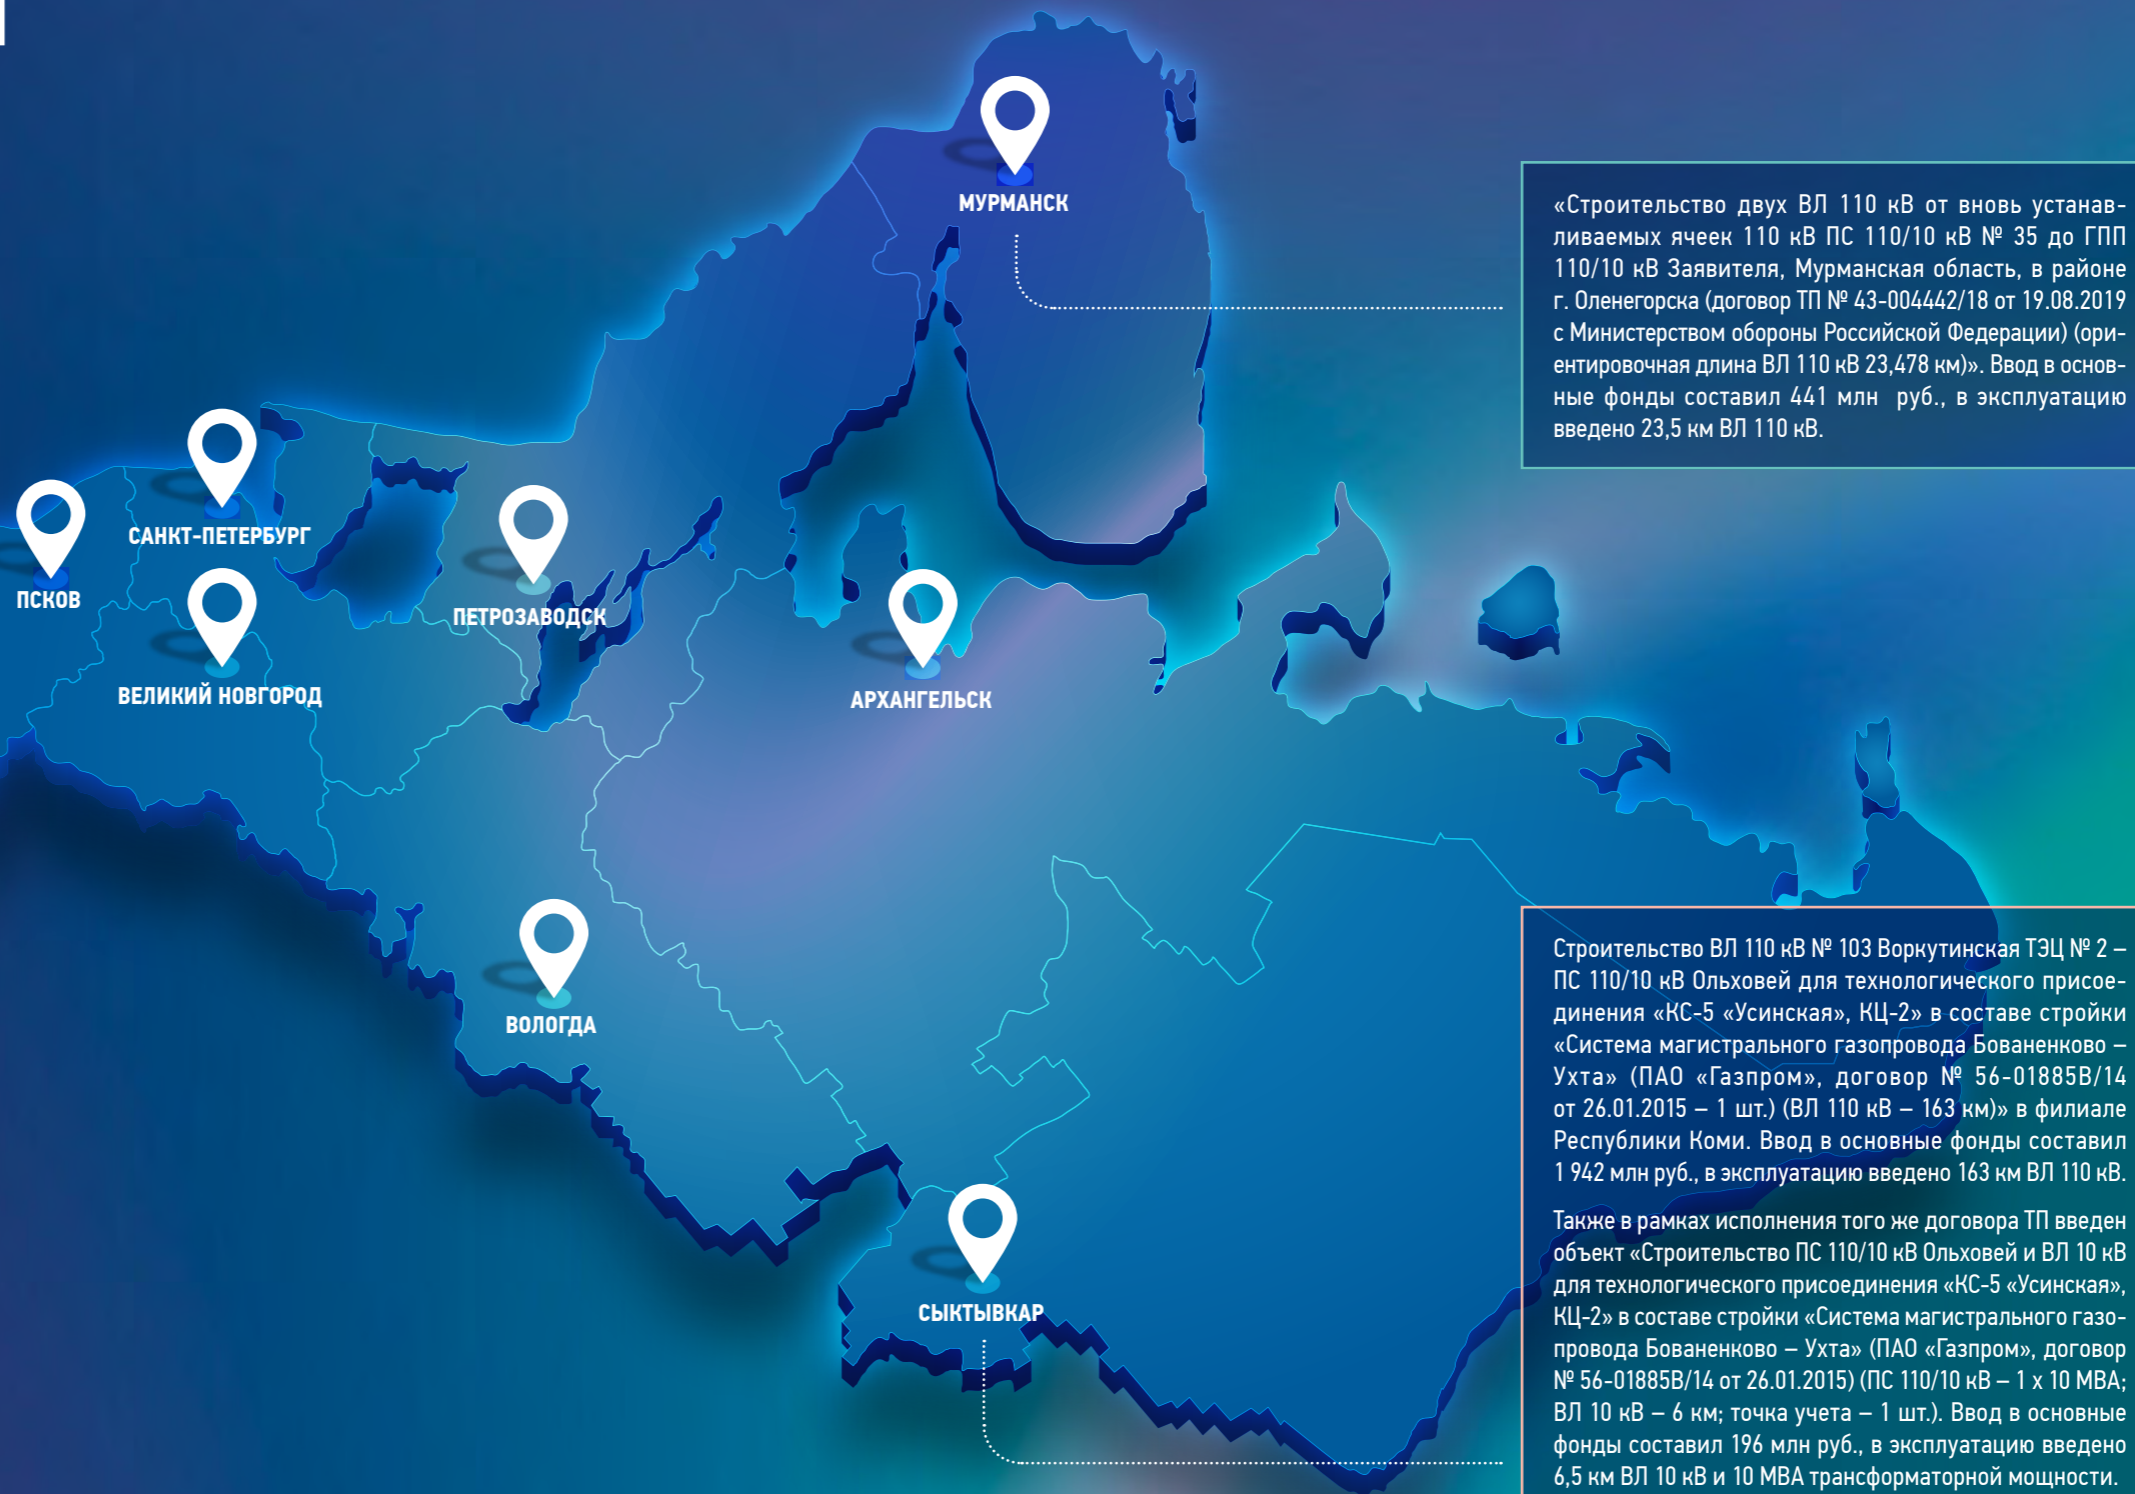 МУРМАНСК
«Строительство двух ВЛ 110 кВ от вновь устанав-
ливаемых ячеек 110 кВ ПС 110/10 кВ № 35 до ГПП
110/10 кВ Заявителя, Мурманская область, в районе
г. Оленегорска (договор ТП № 43-004442/18 от 19.08.2019
с Министерством обороны Российской Федерации) (ори-
ентировочная длина ВЛ 110 кВ 23,478 км)». Ввод в основ-
ные фонды составил 441 млн руб., в эксплуатацию
введено 23,5 км ВЛ 110 кВ.
САНКТ-ПЕТЕРБУРГ
ПСКОВ
ПЕТРОЗАВОДСК
ВЕЛИКИЙ НОВГОРОД
АРХАНГЕЛЬСК
ВОЛОГДА
СЫКТЫВКАР
Строительство ВЛ 110 кВ № 103 Воркутинская ТЭЦ № 2 –
ПС 110/10 кВ Ольховей для технологического присое-
динения «КС-5 «Усинская», КЦ-2» в составе стройки
«Система магистрального газопровода Бованенково –
Ухта» (ПАО «Газпром», договор № 56-01885В/14
от 26.01.2015 – 1 шт.) (ВЛ 110 кВ – 163 км)» в филиале
Республики Коми. Ввод в основные фонды составил
1 942 млн руб., в эксплуатацию введено 163 км ВЛ 110 кВ.
Также в рамках исполнения того же договора ТП введен
объект «Строительство ПС 110/10 кВ Ольховей и ВЛ 10 кВ
для технологического присоединения «КС-5 «Усинская»,
КЦ-2» в составе стройки «Система магистрального газо-
провода Бованенково – Ухта» (ПАО «Газпром», договор
№ 56-01885В/14 от 26.01.2015) (ПС 110/10 кВ – 1 х 10 МВА;
ВЛ 10 кВ – 6 км; точка учета – 1 шт.). Ввод в основные
фонды составил 196 млн руб., в эксплуатацию введено
6,5 км ВЛ 10 кВ и 10 МВА трансформаторной мощности.